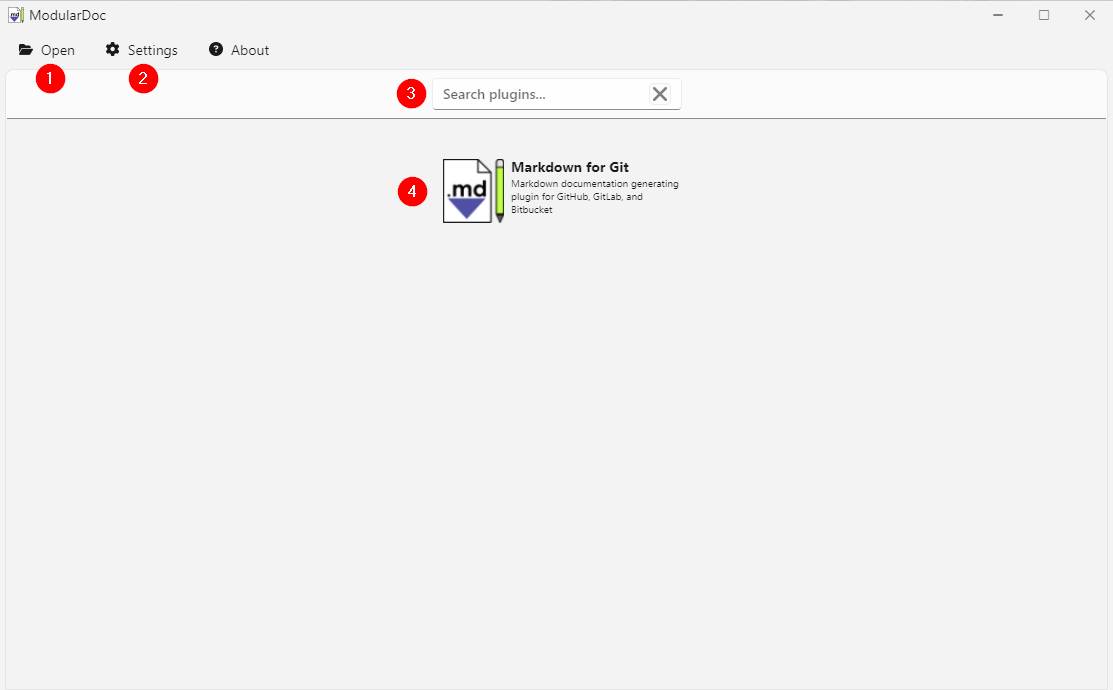 ModularDoc
Open Settings About
1 2
3 Search plugins...
Markdown for Git
4 .md Markdown documentation generating
plugin for GitHub, GitLab, and
Bitbucket